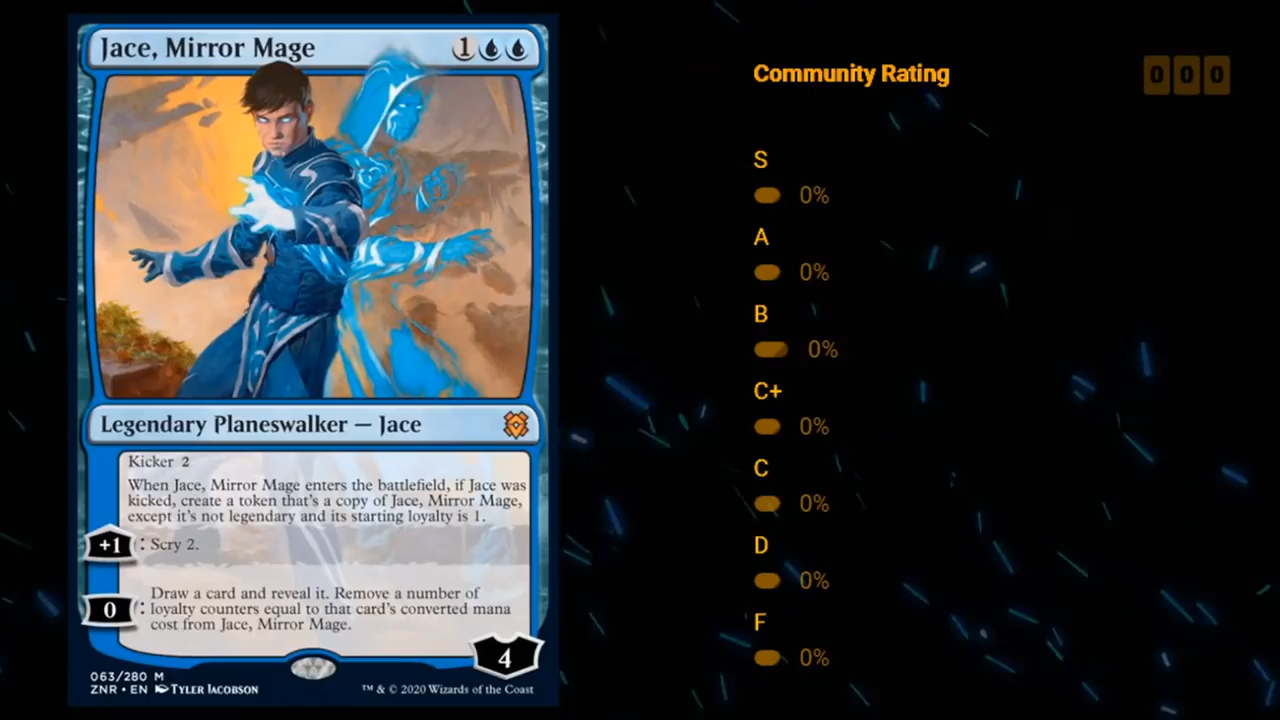 Jace, Mirror Mage 1
Legendary Planeswalker — Jace
Kicker 2
When Jace, Mirror Mage enters the battlefield, if Jace was
kicked, create a token that's a copy of Jace, Mirror Mage,
except it's not legendary and its starting loyalty is 1.
+1 : Scry 2.
Draw a card and reveal it. Remove a number of
0 : loyalty counters equal to that card's converted mana
cost from Jace, Mirror Mage.
4
063/280 M
ZNR • EN TYLER JACOBSON
™ & © 2020 Wizards of the Coast
Community Rating 0 0 0
S
0%
A
0%
B
0%
C+
0%
C
0%
D
0%
F
0%